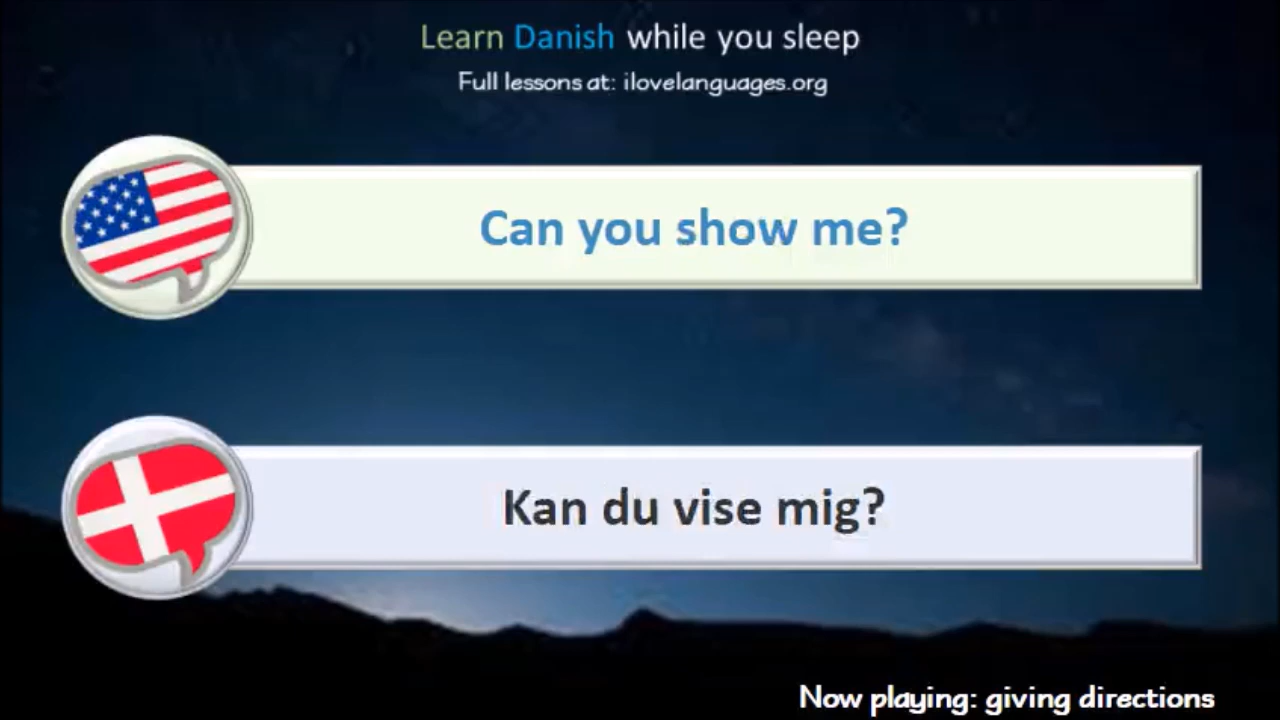 Learn Danish while you sleep
Full lessons at: ilovelanguages.org
Can you show me?
Kan du vise mig?
Now playing: giving directions